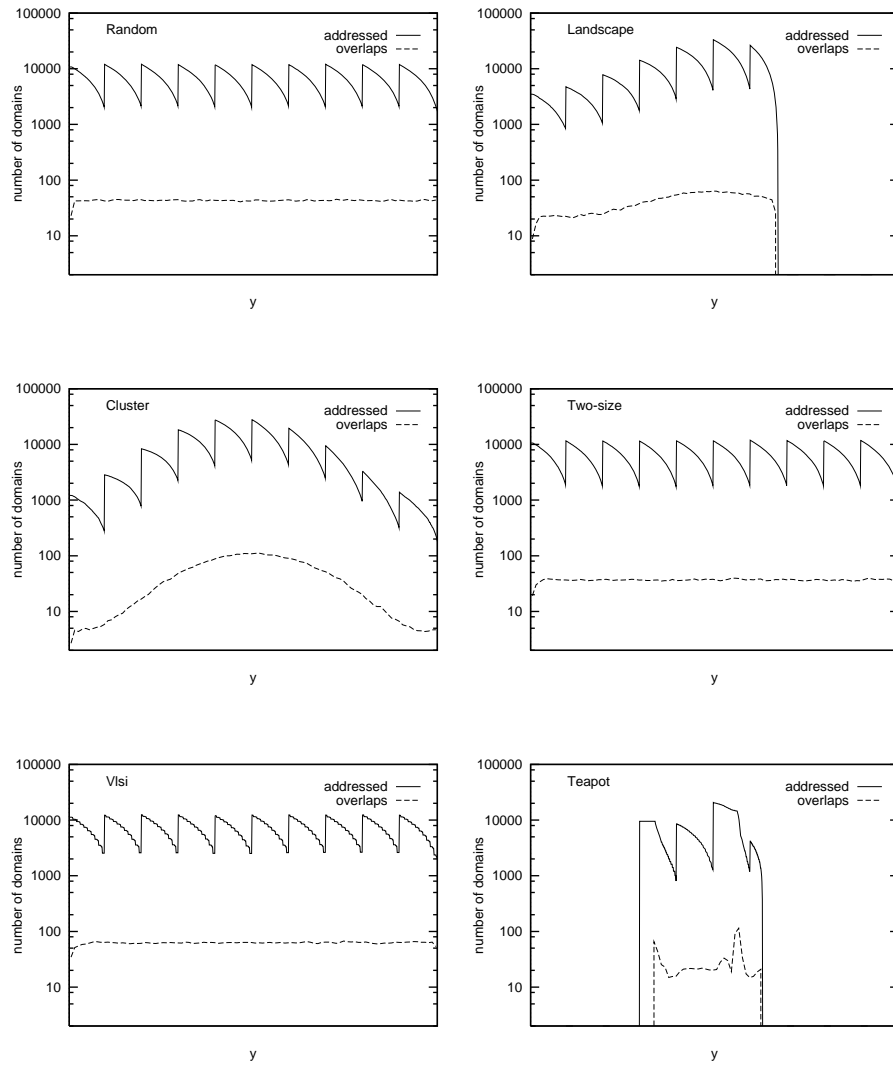 100000
Random
addressed
overlaps
10000
1000
100
10
number of domains
y
100000
Landscape
addressed
overlaps
10000
1000
100
10
number of domains
y
100000
Cluster
addressed
overlaps
10000
1000
100
10
number of domains
y
100000
Two-size
addressed
overlaps
10000
1000
100
10
number of domains
y
100000
Vlsi
addressed
overlaps
10000
1000
100
10
number of domains
y
100000
Teapot
addressed
overlaps
10000
1000
100
10
number of domains
y